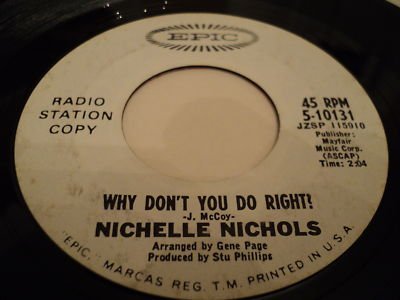 EPIC
RADIO
STATION
COPY
45 RPM
5-10131
JZSP 115910
Publisher:
Mayfair
Music Corp.
(ASCAP)
Time: 2:04
WHY DON'T YOU DO RIGHT!
-J. McCoy-
NICHELLE NICHOLS
Arranged by Gene Page
Produced by Stu Phillips
"EPIC," MARCAS REG. T.M. PRINTED IN U.S.A.